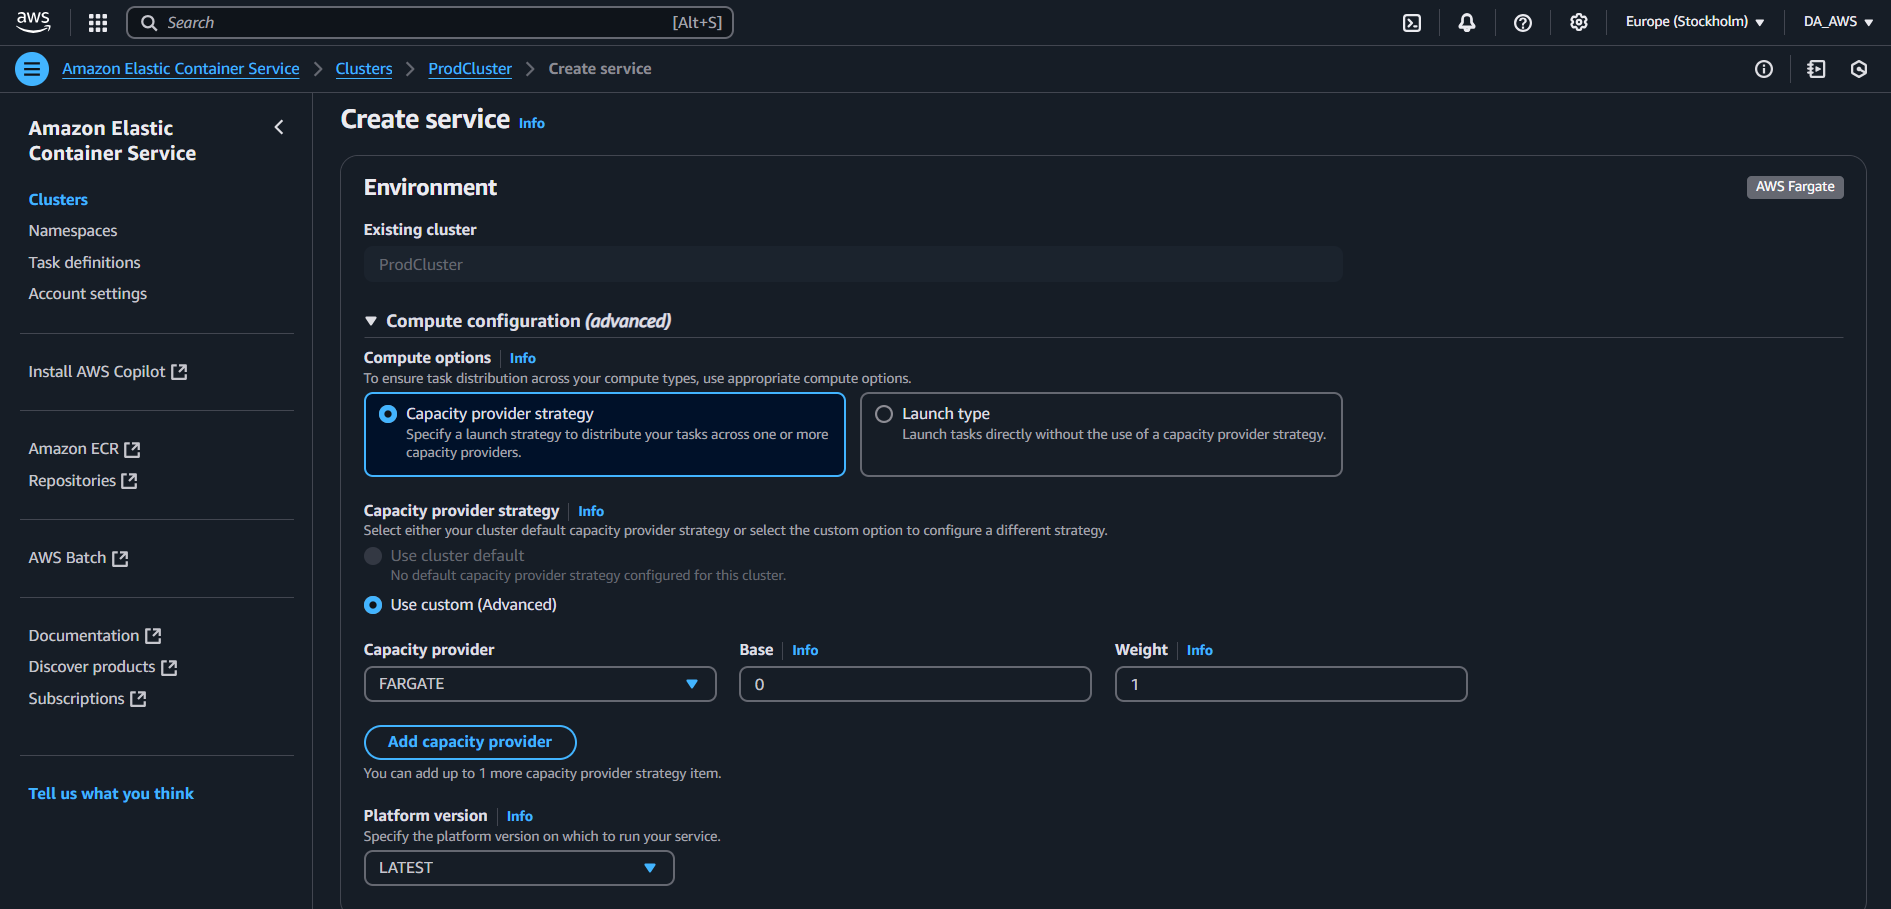 aws
Search
[Alt+S]
Europe (Stockholm)
DA_AWS
Amazon Elastic Container Service
Clusters
ProdCluster
Create service
Amazon Elastic
Container Service
Clusters
Namespaces
Task definitions
Account settings
Install AWS Copilot
Amazon ECR
Repositories
AWS Batch
Documentation
Discover products
Subscriptions
Tell us what you think
Create service Info
Environment
AWS Fargate
Existing cluster
ProdCluster
Compute configuration (advanced)
Compute options Info
To ensure task distribution across your compute types, use appropriate compute options.
Capacity provider strategy
Specify a launch strategy to distribute your tasks across one or more
capacity providers.
Launch type
Launch tasks directly without the use of a capacity provider strategy.
Capacity provider strategy Info
Select either your cluster default capacity provider strategy or select the custom option to configure a different strategy.
Use cluster default
No default capacity provider strategy configured for this cluster.
Use custom (Advanced)
Capacity provider
FARGATE
Base Info
0
Weight Info
1
Add capacity provider
You can add up to 1 more capacity provider strategy item.
Platform version Info
Specify the platform version on which to run your service.
LATEST